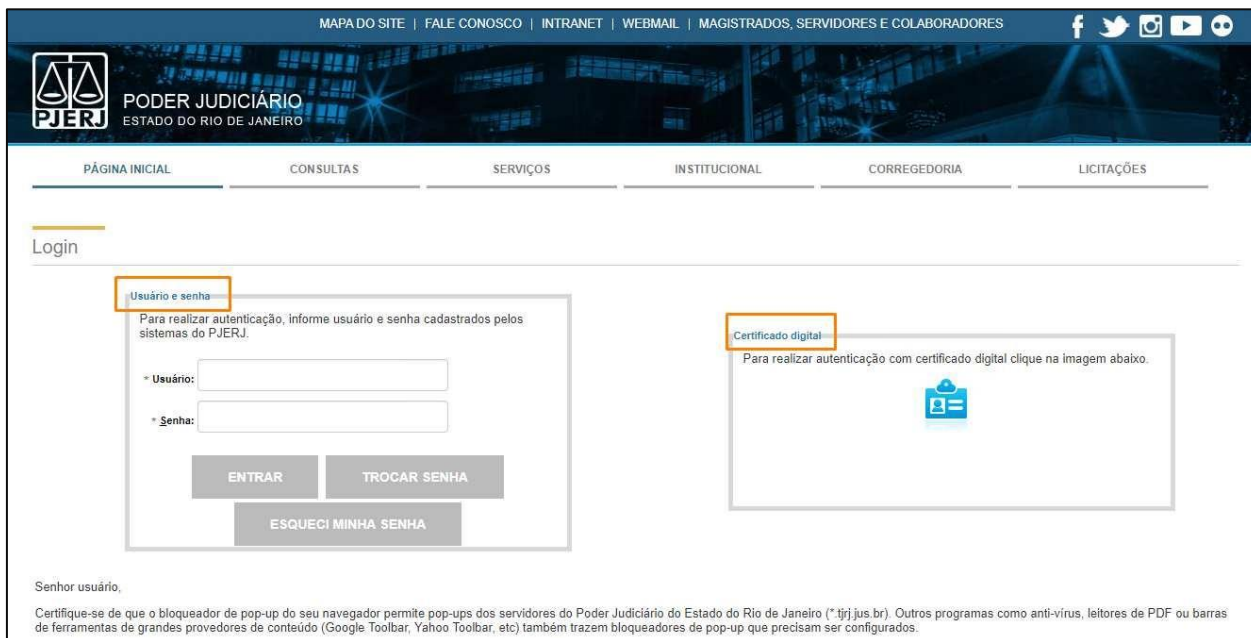 MAPA DO SITE | FALE CONOSCO | INTRANET | WEBMAIL | MAGISTRADOS, SERVIDORES E COLABORADORES
PJERJ
PODER JUDICIÁRIO
ESTADO DO RIO DE JANEIRO
PÁGINA INICIAL CONSULTAS SERVIÇOS INSTITUCIONAL CORREGEDORIA LICITAÇÕES
Login
Usuário e senha
Para realizar autenticação, informe usuário e senha cadastrados pelos
sistemas do PJERJ.
* Usuário:
* Senha:
ENTRAR TROCAR SENHA
ESQUECI MINHA SENHA
Certificado digital
Para realizar autenticação com certificado digital clique na imagem abaixo.
Senhor usuário,
Certifique-se de que o bloqueador de pop-up do seu navegador permite pop-ups dos servidores do Poder Judiciário do Estado do Rio de Janeiro (*.tjrj.jus.br). Outros programas como anti-vírus, leitores de PDF ou barras
de ferramentas de grandes provedores de conteúdo (Google Toolbar, Yahoo Toolbar, etc) também trazem bloqueadores de pop-up que precisam ser configurados.